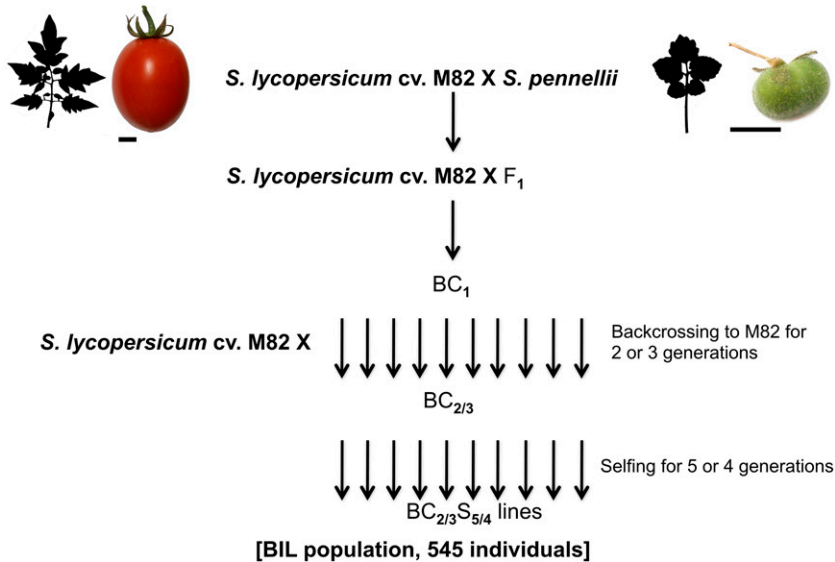 S. lycopersicum cv. M82 X S. pennellii
S. lycopersicum cv. M82 X F1
BC1
S. lycopersicum cv. M82 X
Backcrossing to M82 for
2 or 3 generations
BC2/3
Selfing for 5 or 4 generations
BC2/3S5/4 lines
[BIL population, 545 individuals]